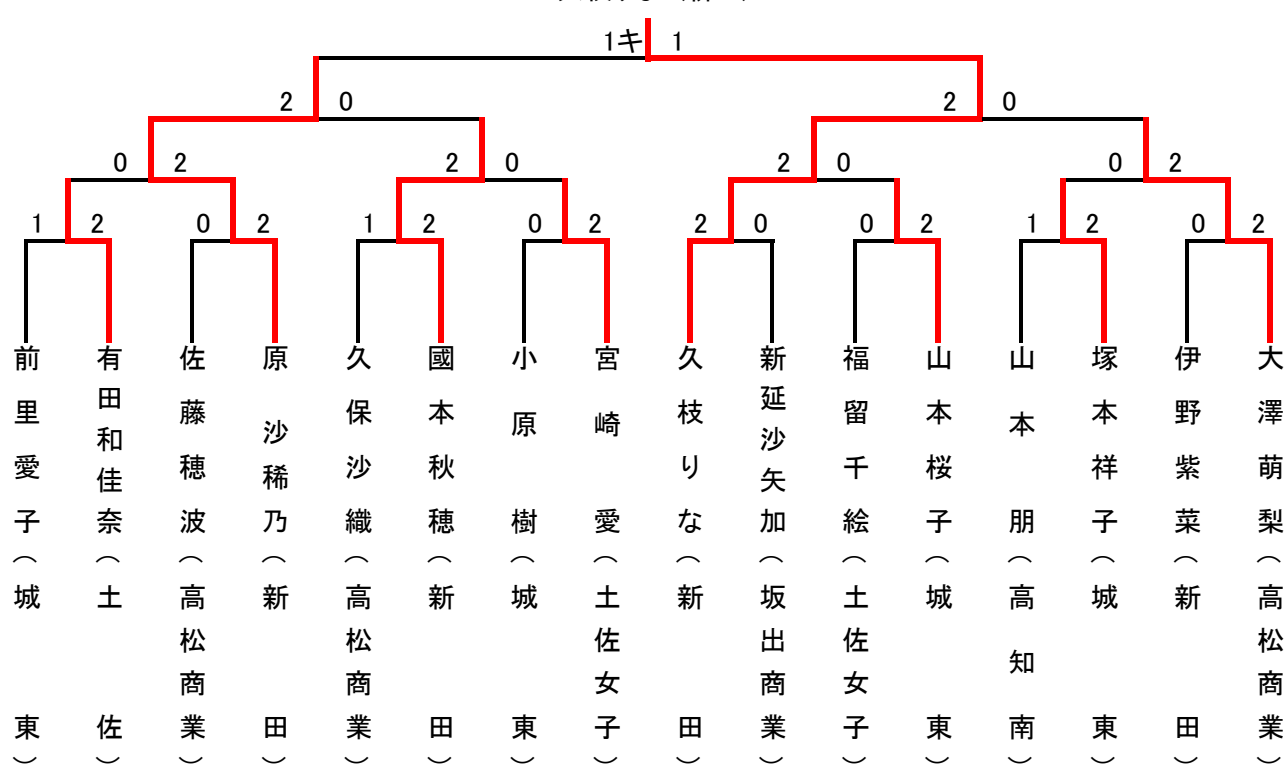 1キ 1
2 0 2 0
0 2 2 0 2 0 0 2
1 2 0 2 1 2 0 2 2 0 0 2 1 2 0 2
前里愛子（城東）
有田和佳奈（土佐）
佐藤穂波（高松商業）
原沙稀乃（新田）
久保沙織（高松商業）
國本秋穂（新田）
小原樹（城東）
宮崎愛（土佐女子）
久枝りな（新田）
新延沙矢加（坂出商業）
福留千絵（土佐女子）
山本桜子（城東）
山本朋（高知南）
塚本祥子（城東）
伊野紫菜（新田）
大澤萌梨（高松商業）